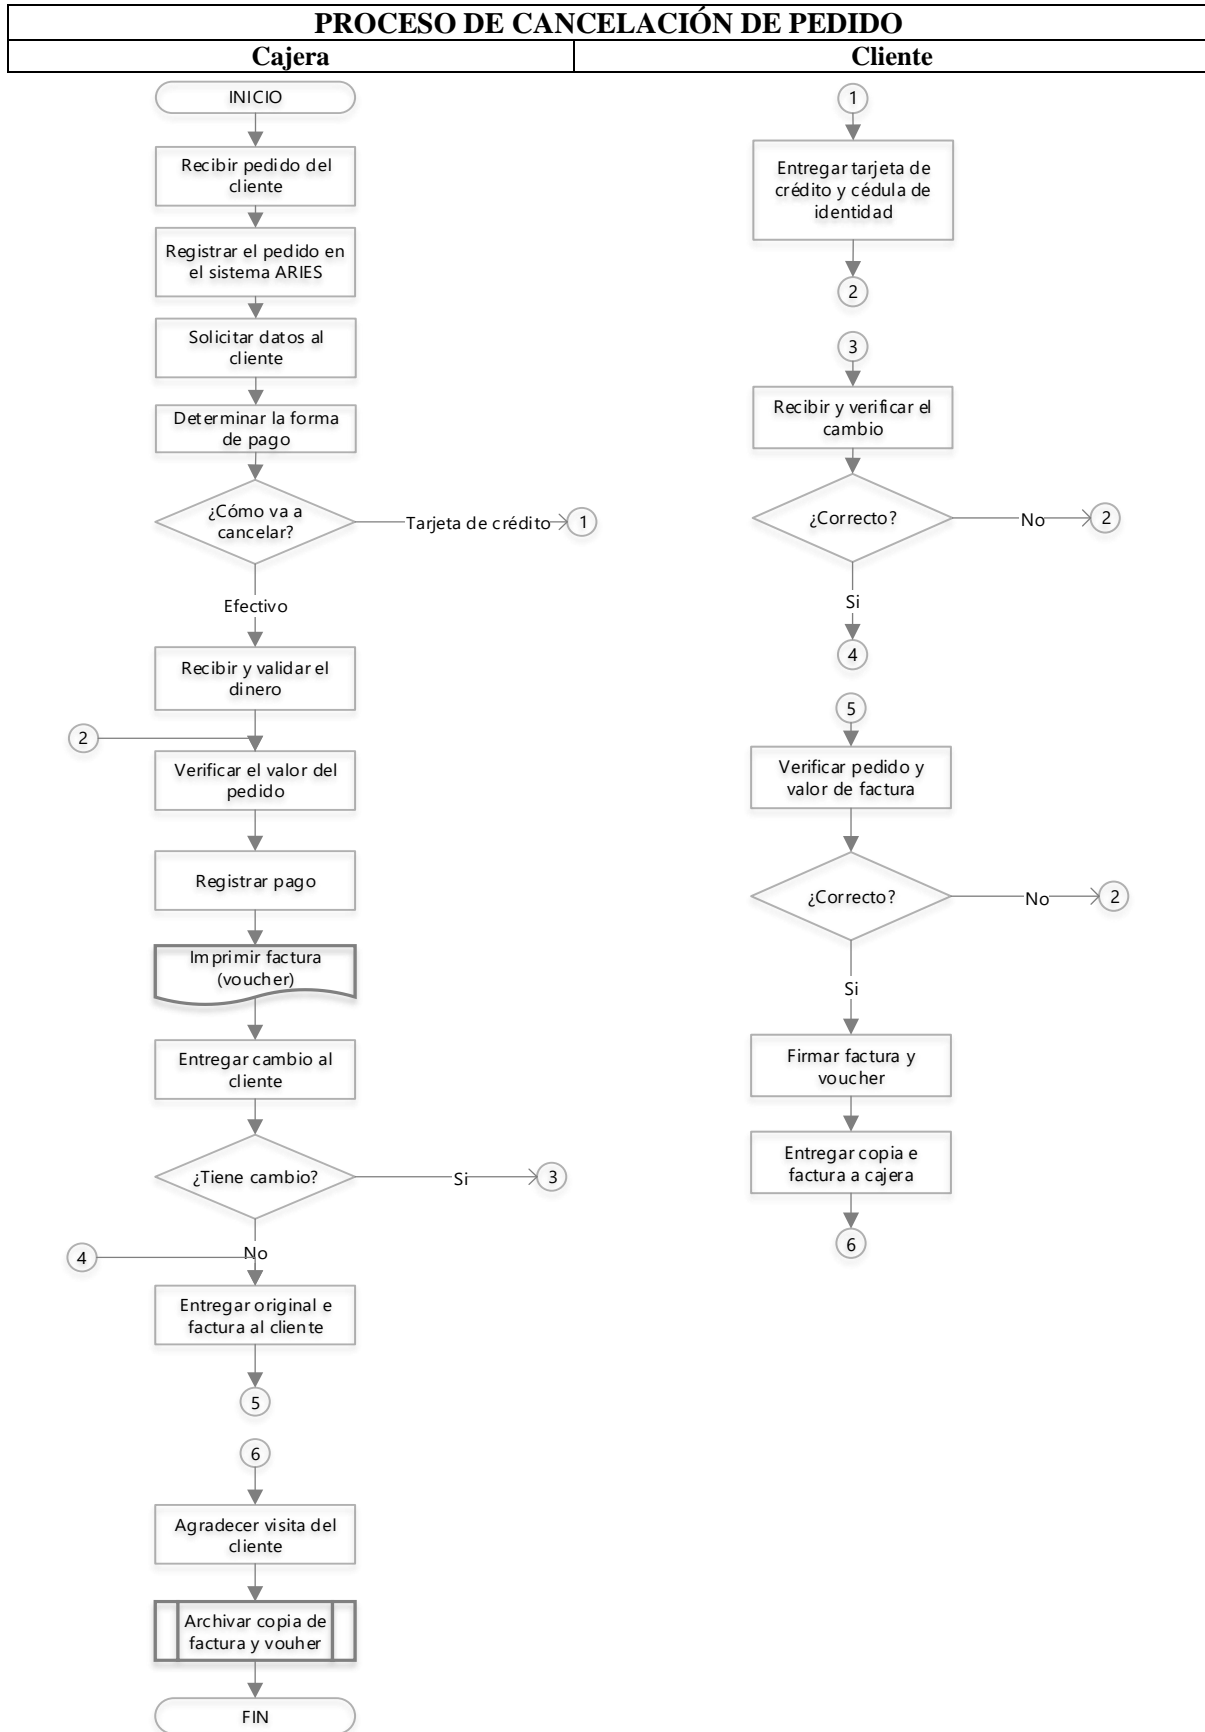 PROCESO DE CANCELACIÓN DE PEDIDO
Cajera
Cliente
INICIO
Recibir pedido del
cliente
Registrar el pedido en
el sistema ARIES
Solicitar datos al
cliente
Determinar la forma
de pago
¿Cómo va a
cancelar?
Tarjeta de crédito
1
Efectivo
Recibir y validar el
dinero
2
Verificar el valor del
pedido
Registrar pago
Imprimir factura
(voucher)
Entregar cambio al
cliente
¿Tiene cambio?
Si
3
No
4
Entregar original e
factura al cliente
5
6
Agradecer visita del
cliente
Archivar copia de
factura y vouher
FIN
1
Entregar tarjeta de
crédito y cédula de
identidad
2
3
Recibir y verificar el
cambio
¿Correcto?
No
2
Si
4
5
Verificar pedido y
valor de factura
¿Correcto?
No
2
Si
Firmar factura y
voucher
Entregar copia e
factura a cajera
6